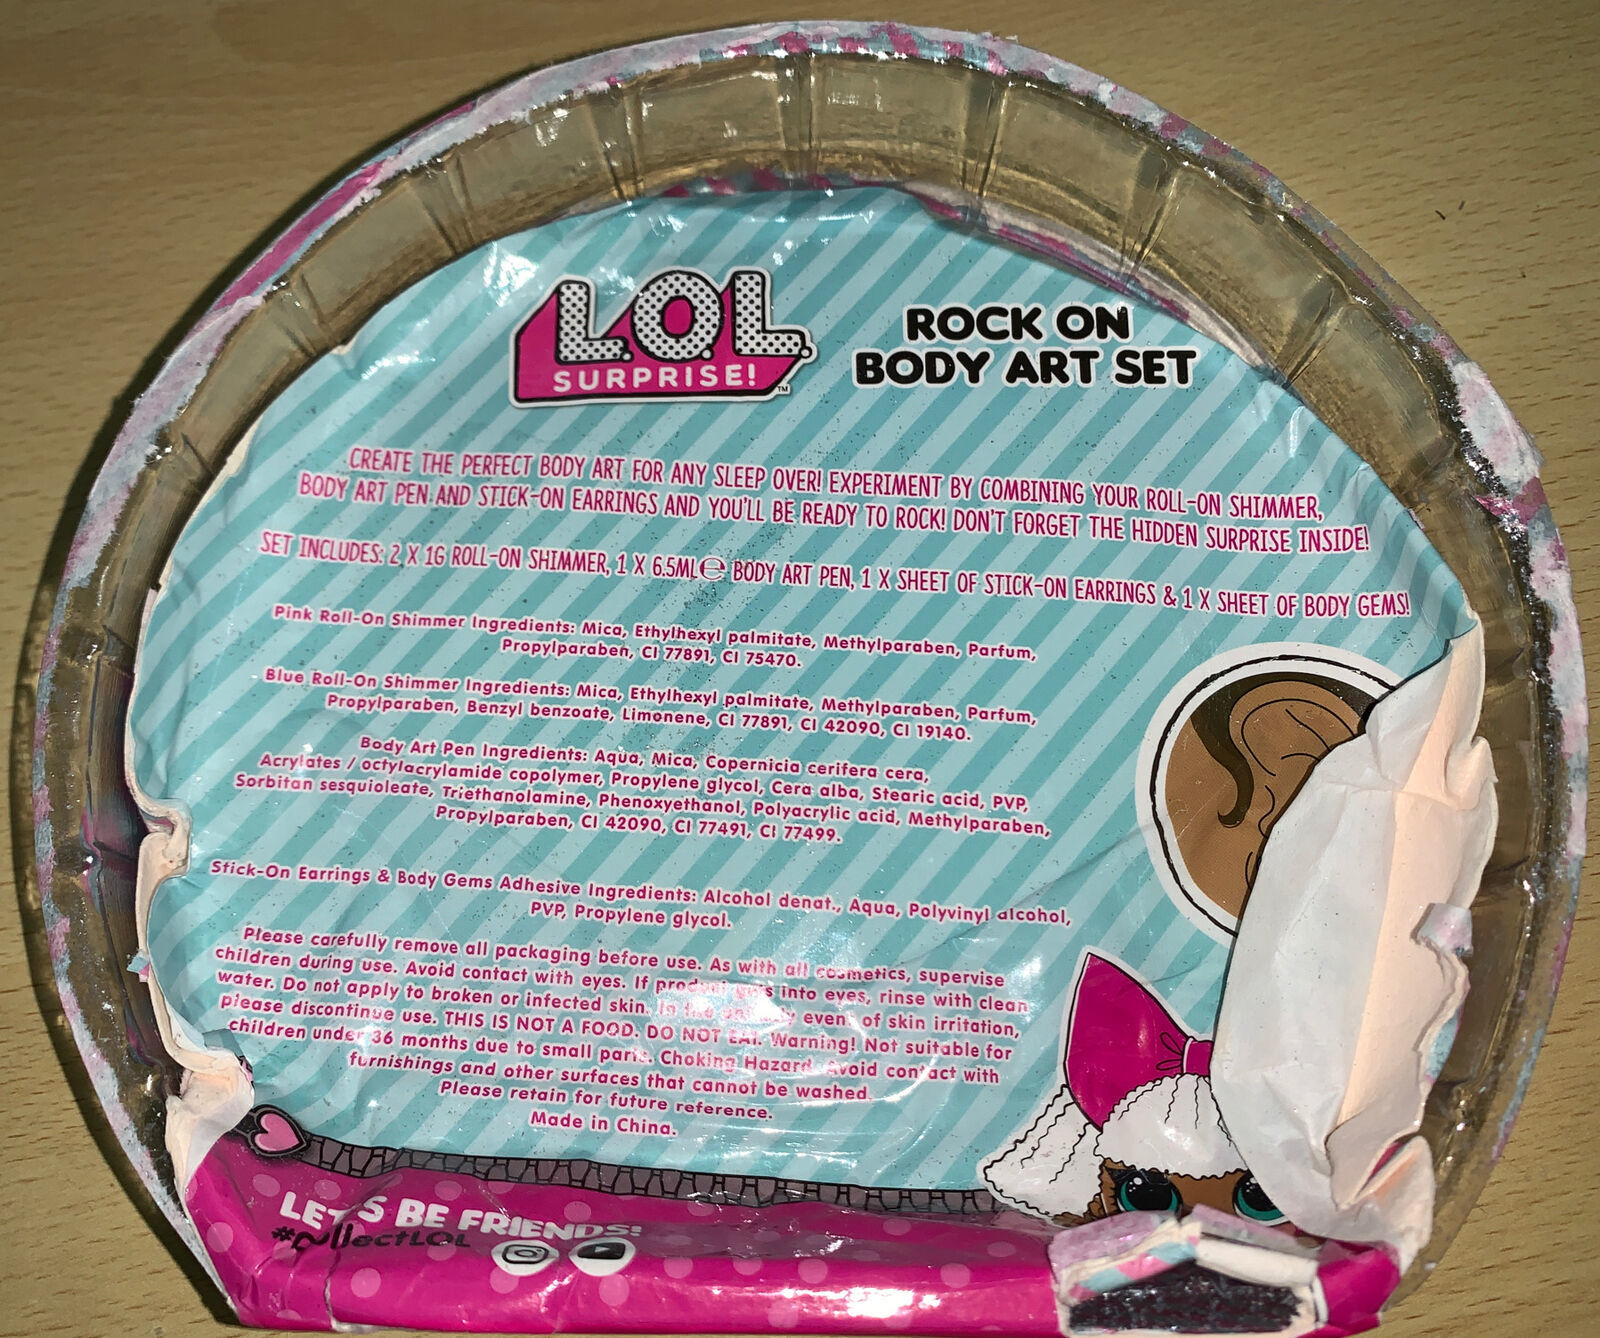 L.O.L.
SURPRISE!™
ROCK ON
BODY ART SET
CREATE THE PERFECT BODY ART FOR ANY SLEEP OVER! EXPERIMENT BY COMBINING YOUR ROLL-ON SHIMMER,
BODY ART PEN AND STICK-ON EARRINGS AND YOU'LL BE READY TO ROCK! DON'T FORGET THE HIDDEN SURPRISE INSIDE!
SET INCLUDES: 2 X 1G ROLL-ON SHIMMER, 1 X 6.5ML℮ BODY ART PEN, 1 X SHEET OF STICK-ON EARRINGS & 1 X SHEET OF BODY GEMS!
Pink Roll-On Shimmer Ingredients: Mica, Ethylhexyl palmitate, Methylparaben, Parfum,
Propylparaben, CI 77891, CI 75470.
Blue Roll-On Shimmer Ingredients: Mica, Ethylhexyl palmitate, Methylparaben, Parfum,
Propylparaben, Benzyl benzoate, Limonene, CI 77891, CI 42090, CI 19140.
Body Art Pen Ingredients: Aqua, Mica, Copernicia cerifera cera,
Acrylates / octylacrylamide copolymer, Propylene glycol, Cera alba, Stearic acid, PVP,
Sorbitan sesquioleate, Triethanolamine, Phenoxyethanol, Polyacrylic acid, Methylparaben,
Propylparaben, CI 42090, CI 77491, CI 77499.
Stick-On Earrings & Body Gems Adhesive Ingredients: Alcohol denat., Aqua, Polyvinyl alcohol,
PVP, Propylene glycol.
Please carefully remove all packaging before use. As with all cosmetics, supervise
children during use. Avoid contact with eyes. If product gets into eyes, rinse with clean
water. Do not apply to broken or infected skin. In the event of skin irritation,
please discontinue use. THIS IS NOT A FOOD. DO NOT EAT. Warning! Not suitable for
children under 36 months due to small parts. Choking Hazard. Avoid contact with
furnishings and other surfaces that cannot be washed.
Please retain for future reference.
Made in China.
LET'S BE FRIENDS!
#collectLOL